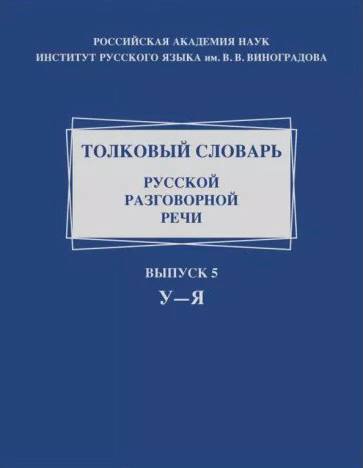 РОССИЙСКАЯ АКАДЕМИЯ НАУК
ИНСТИТУТ РУССКОГО ЯЗЫКА им. В. В. ВИНОГРАДОВА
ТОЛКОВЫЙ СЛОВАРЬ
РУССКОЙ
РАЗГОВОРНОЙ
РЕЧИ
ВЫПУСК 5
У—Я